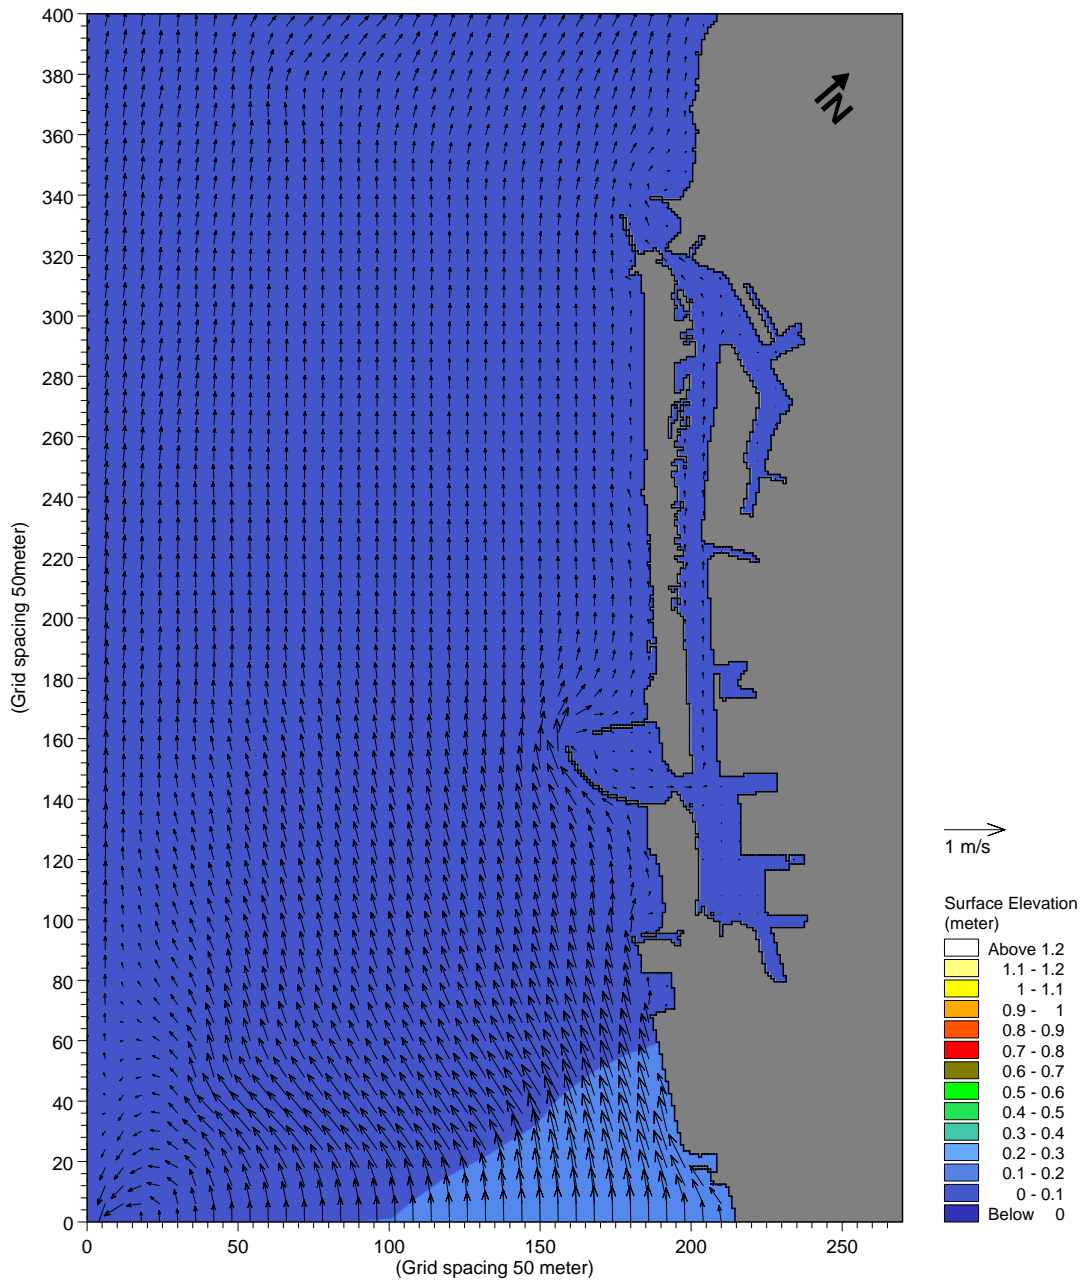 400
380
360
340
320
300
280
260
240
220
200
180
160
140
120
100
80
60
40
20
0
(Grid spacing 50meter)
0 50 100 150 200 250
(Grid spacing 50 meter)
N
1 m/s
Surface Elevation
(meter)
Above 1.2
1.1 - 1.2
1 - 1.1
0.9 - 1
0.8 - 0.9
0.7 - 0.8
0.6 - 0.7
0.5 - 0.6
0.4 - 0.5
0.3 - 0.4
0.2 - 0.3
0.1 - 0.2
0 - 0.1
Below 0